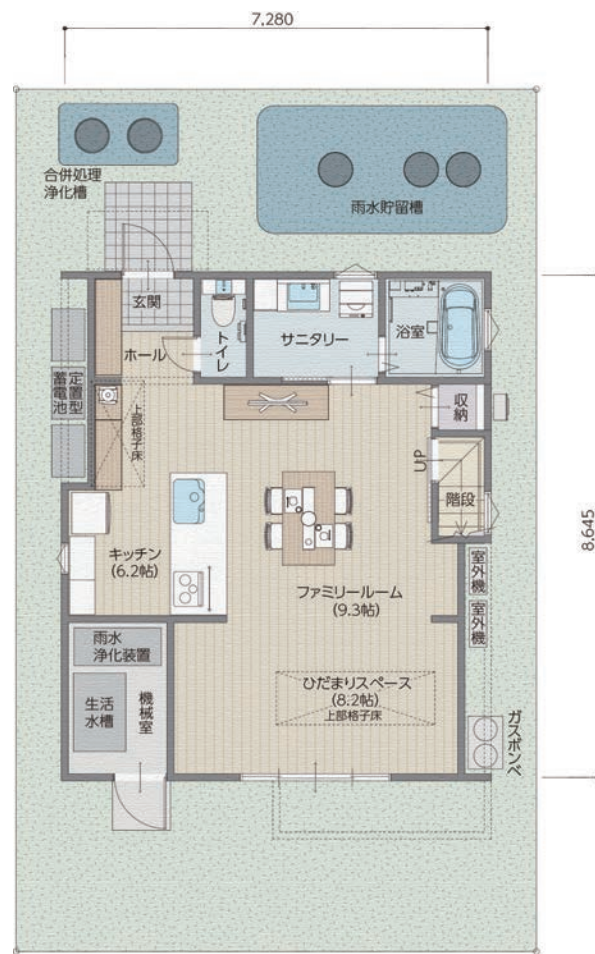 7,280
合併処理
浄化槽
雨水貯留槽
玄関
ホール
トイレ
サニタリー
浴室
定置型
蓄電池
上部格子床
収納
UP
階段
8,645
キッチン
(6.2帖)
ファミリールーム
(9.3帖)
室外機
室外機
雨水
浄化装置
生活
水槽
機械室
ひだまりスペース
(8.2帖)
上部格子床
ガスボンベ